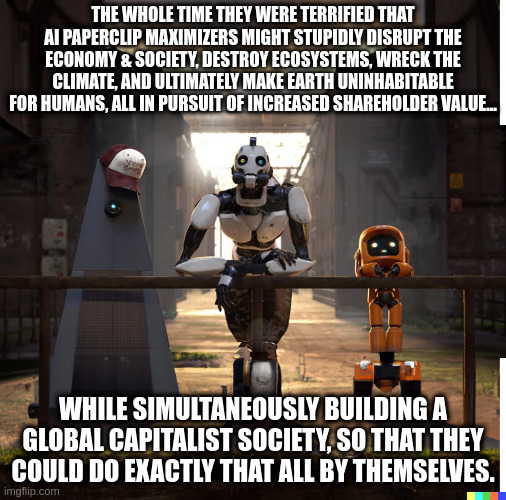 THE WHOLE TIME THEY WERE TERRIFIED THAT
AI PAPERCLIP MAXIMIZERS MIGHT STUPIDLY DISRUPT THE
ECONOMY & SOCIETY, DESTROY ECOSYSTEMS, WRECK THE
CLIMATE, AND ULTIMATELY MAKE EARTH UNINHABITABLE
FOR HUMANS, ALL IN PURSUIT OF INCREASED SHAREHOLDER VALUE...
WHILE SIMULTANEOUSLY BUILDING A
GLOBAL CAPITALIST SOCIETY, SO THAT THEY
COULD DO EXACTLY THAT ALL BY THEMSELVES.
imgflip.com